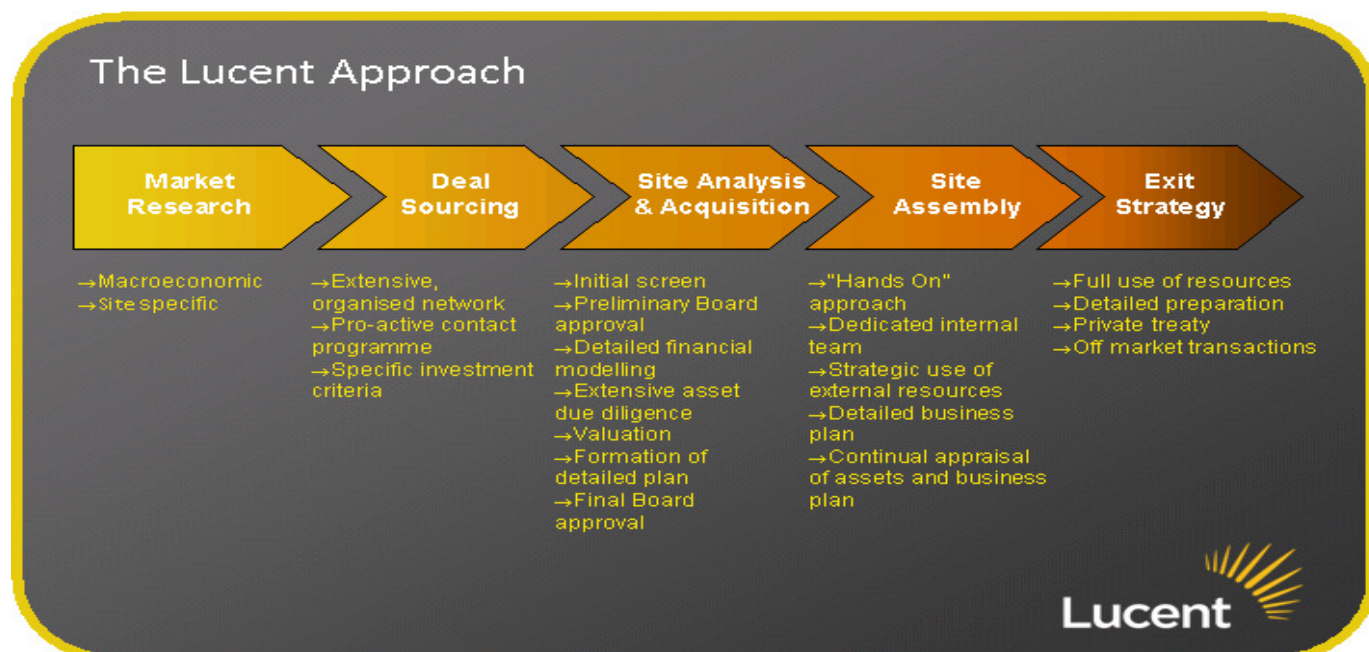 The Lucent Approach
Market
Research
Deal
Sourcing
Site Analysis
& Acquisition
Site
Assembly
Exit
Strategy
→Macroeconomic
→Site specific
→Extensive,
organised network
→Pro-active contact
programme
→Specific investment
criteria
→Initial screen
→Preliminary Board
approval
→Detailed financial
modelling
→Extensive asset
due diligence
→Valuation
→Formation of
detailed plan
→Final Board
approval
→"Hands On"
approach
→Dedicated internal
team
→Strategic use of
external resources
→Detailed business
plan
→Continual appraisal
of assets and business
plan
→Full use of resources
→Detailed preparation
→Private treaty
→Off market transactions
Lucent